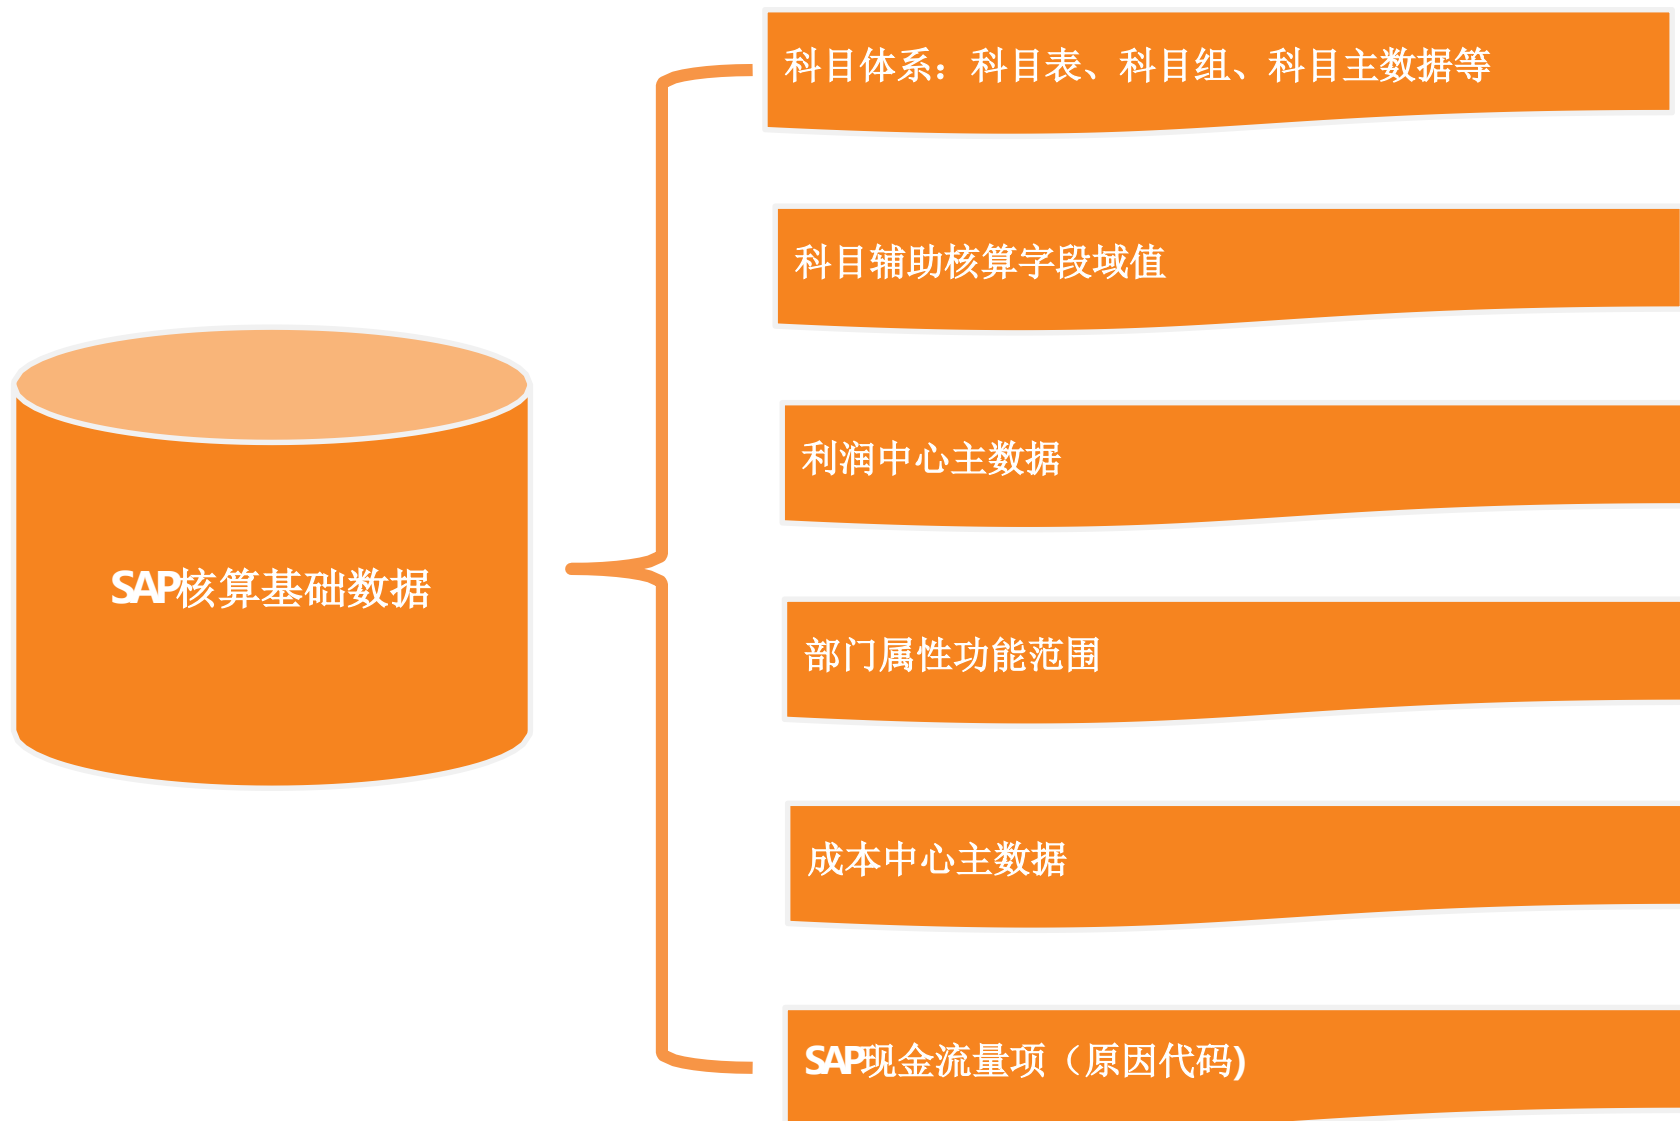 科目体系：科目表、科目组、科目主数据等
科目辅助核算字段域值
利润中心主数据
SAP核算基础数据
部门属性功能范围
成本中心主数据
SAP现金流量项（原因代码)